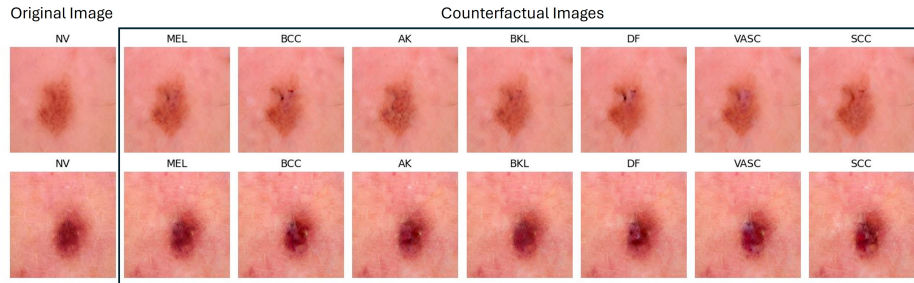 Original Image Counterfactual Images
NV MEL BCC AK BKL DF VASC SCC
NV MEL BCC AK BKL DF VASC SCC